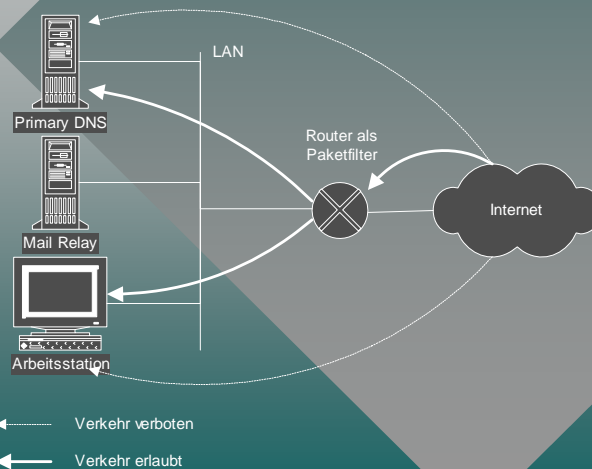 LAN
Primary DNS
Router als
Paketfilter
Internet
Mail Relay
Arbeitsstation
Verkehr verboten
Verkehr erlaubt